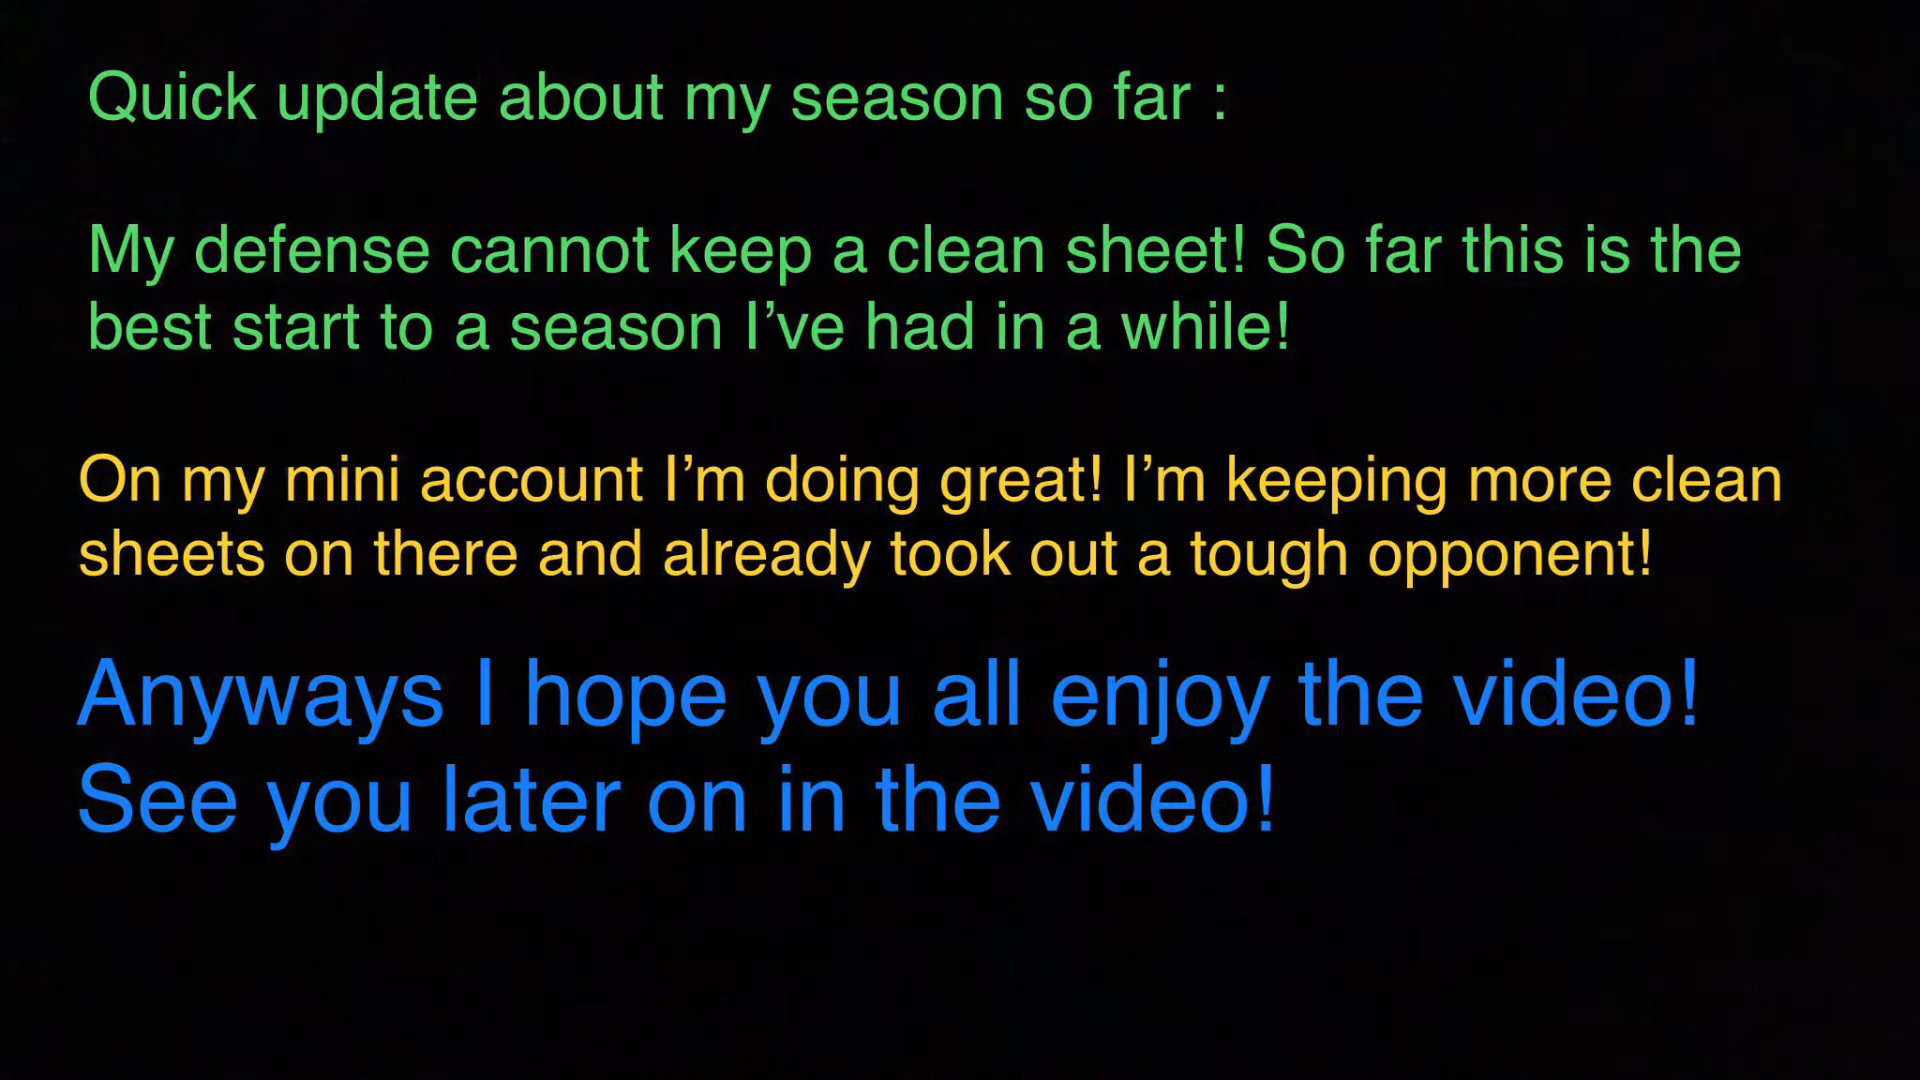 Quick update about my season so far :
My defense cannot keep a clean sheet! So far this is the
best start to a season I’ve had in a while!
On my mini account I’m doing great! I’m keeping more clean
sheets on there and already took out a tough opponent!
Anyways I hope you all enjoy the video!
See you later on in the video!